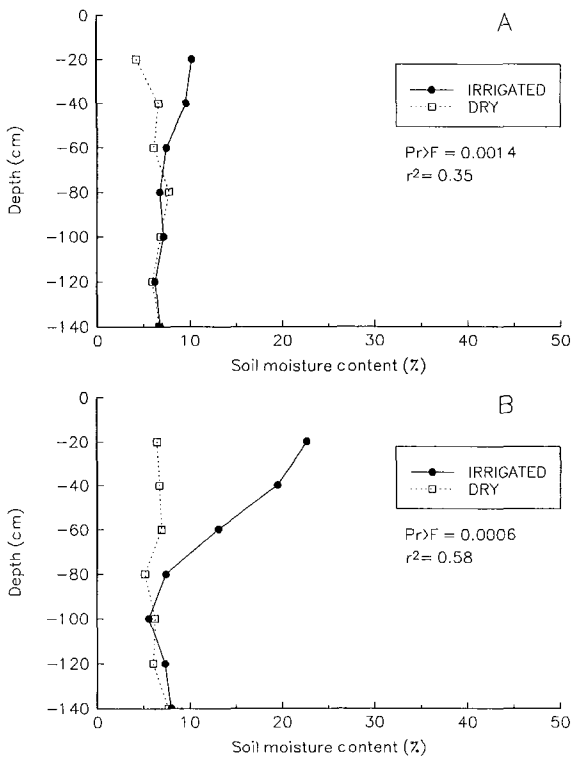 A
0
−20
−40
−60
−80
−100
−120
−140
Depth (cm)
IRRIGATED
DRY
Pr>F = 0.0014
r²= 0.35
0 10 20 30 40 50
Soil moisture content (%)
B
0
−20
−40
−60
−80
−100
−120
−140
Depth (cm)
IRRIGATED
DRY
Pr>F = 0.0006
r²= 0.58
0 10 20 30 40 50
Soil moisture content (%)